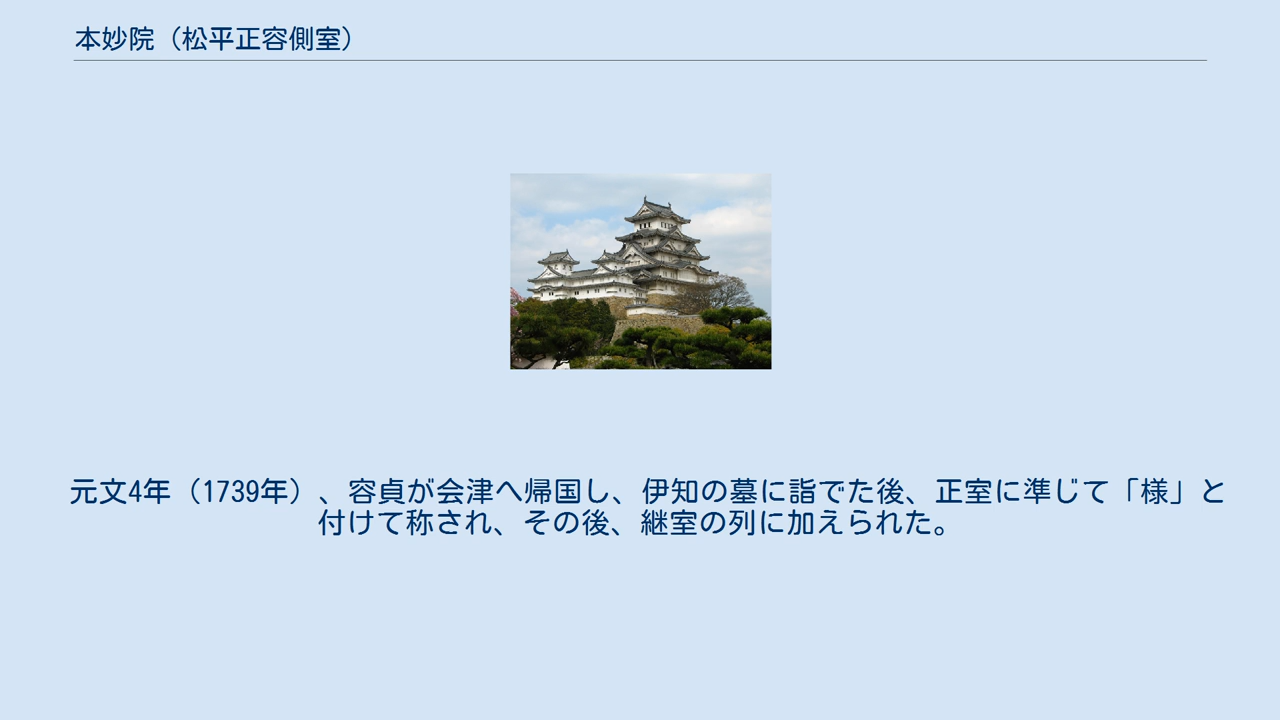 本妙院（松平正容側室）
元文4年（1739年）、容貞が会津へ帰国し、伊知の墓に詣でた後、正室に準じて「様」と
付けて称され、その後、継室の列に加えられた。